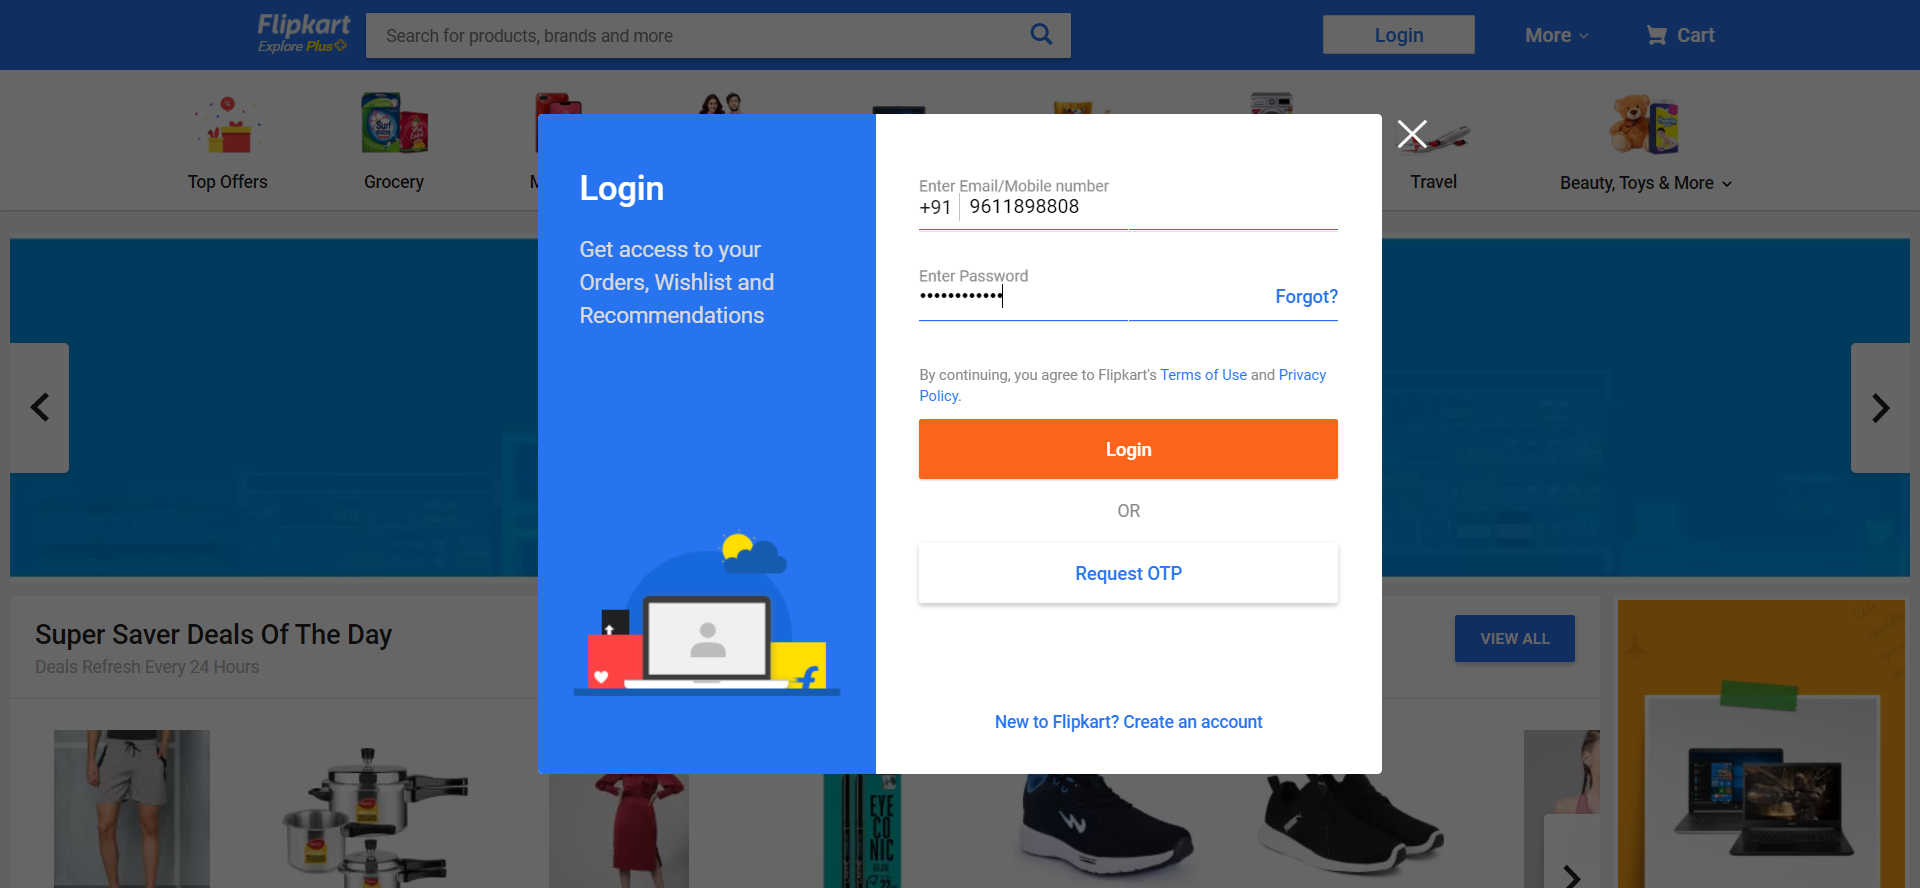 Flipkart
Explore Plus
Search for products, brands and more
Login
More
Cart
Top Offers
Grocery
M
Travel
Beauty, Toys & More
Login
Get access to your
Orders, Wishlist and
Recommendations
Enter Email/Mobile number
+91 9611898808
Enter Password
••••••••••••
Forgot?
By continuing, you agree to Flipkart's Terms of Use and Privacy
Policy.
Login
OR
Request OTP
New to Flipkart? Create an account
Super Saver Deals Of The Day
Deals Refresh Every 24 Hours
VIEW ALL
EYE
CO
NIC